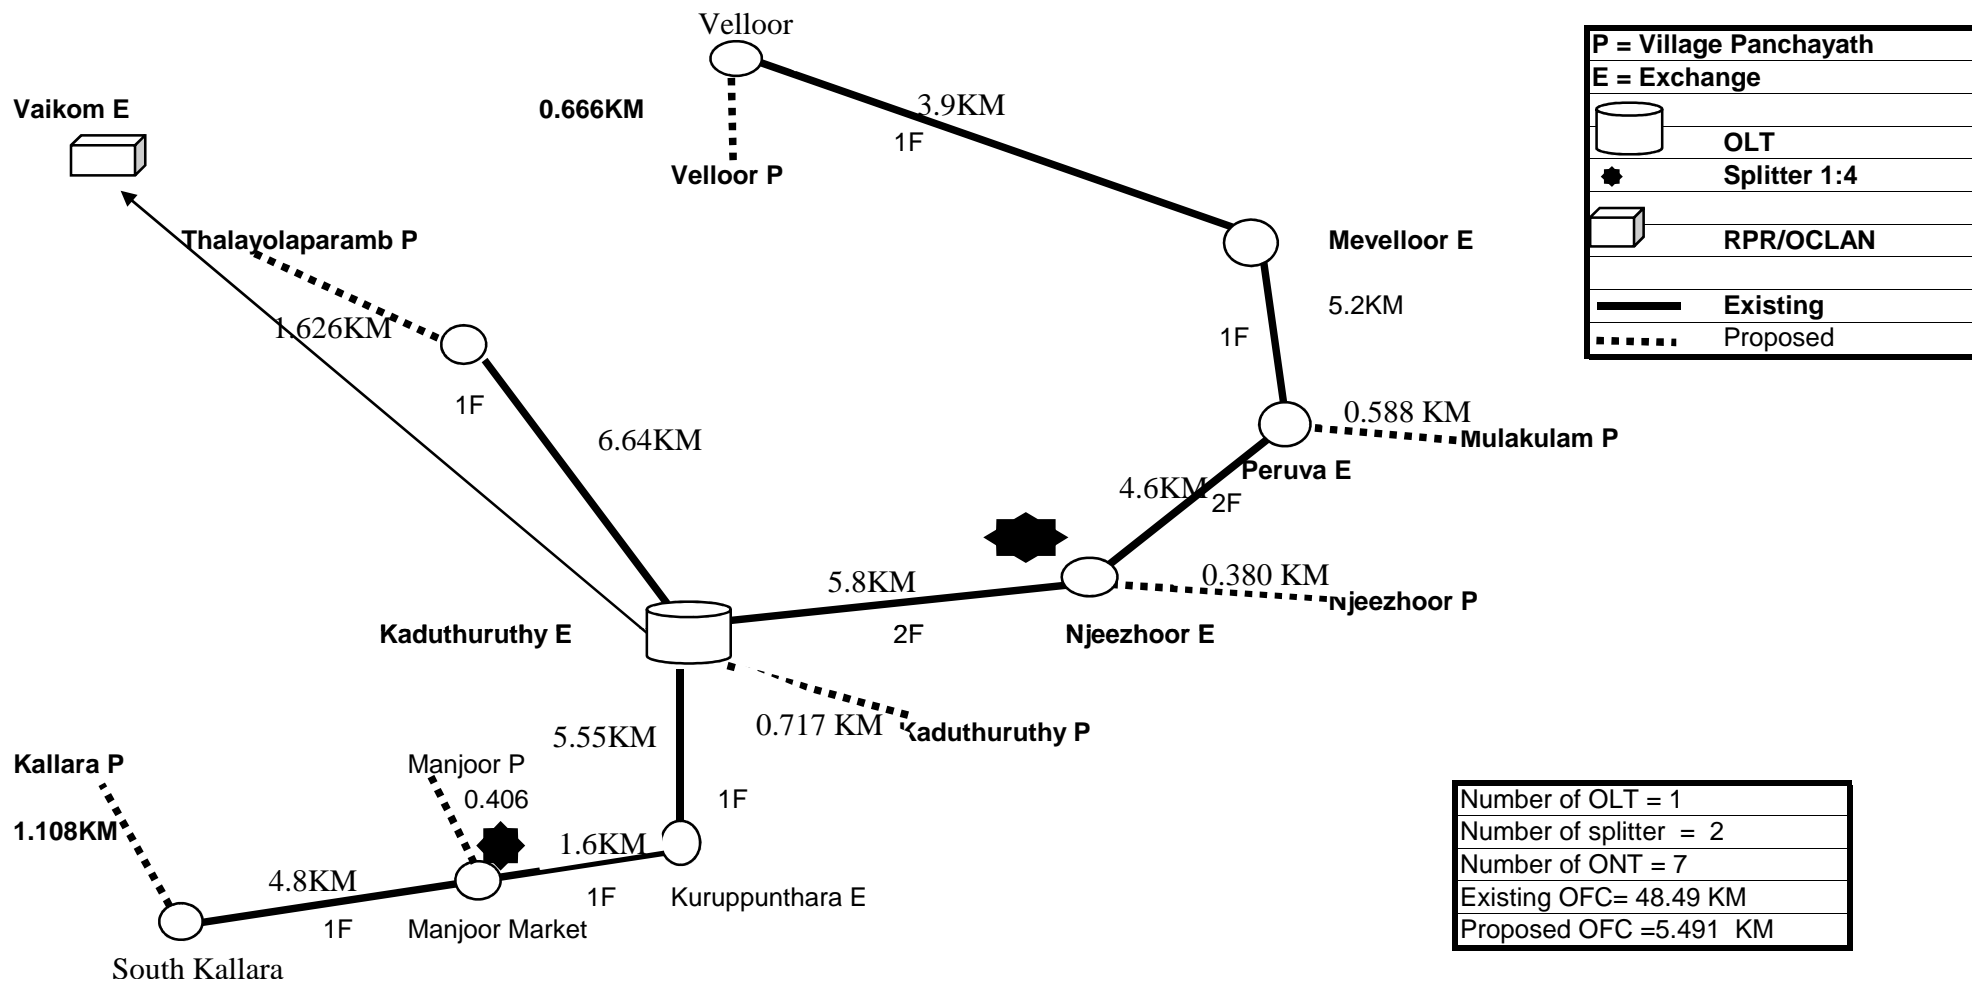 Velloor
P = Village Panchayath
E = Exchange
OLT
Splitter 1:4
RPR/OCLAN
Existing
Proposed
Vaikom E
0.666KM
3.9KM
1F
Velloor P
Thalayolaparamb P
Mevelloor E
1.626KM
5.2KM
1F
1F
6.64KM
0.588 KM
Mulakulam P
Peruva E
4.6KM
2F
5.8KM
0.380 KM
Njeezhoor P
Kaduthuruthy E
2F
Njeezhoor E
5.55KM
0.717 KM
Kaduthuruthy P
Kallara P
Manjoor P
0.406
1F
1.108KM
1.6KM
4.8KM
1F
Kuruppunthara E
1F
Manjoor Market
South Kallara
Number of OLT = 1
Number of splitter = 2
Number of ONT = 7
Existing OFC= 48.49 KM
Proposed OFC =5.491 KM